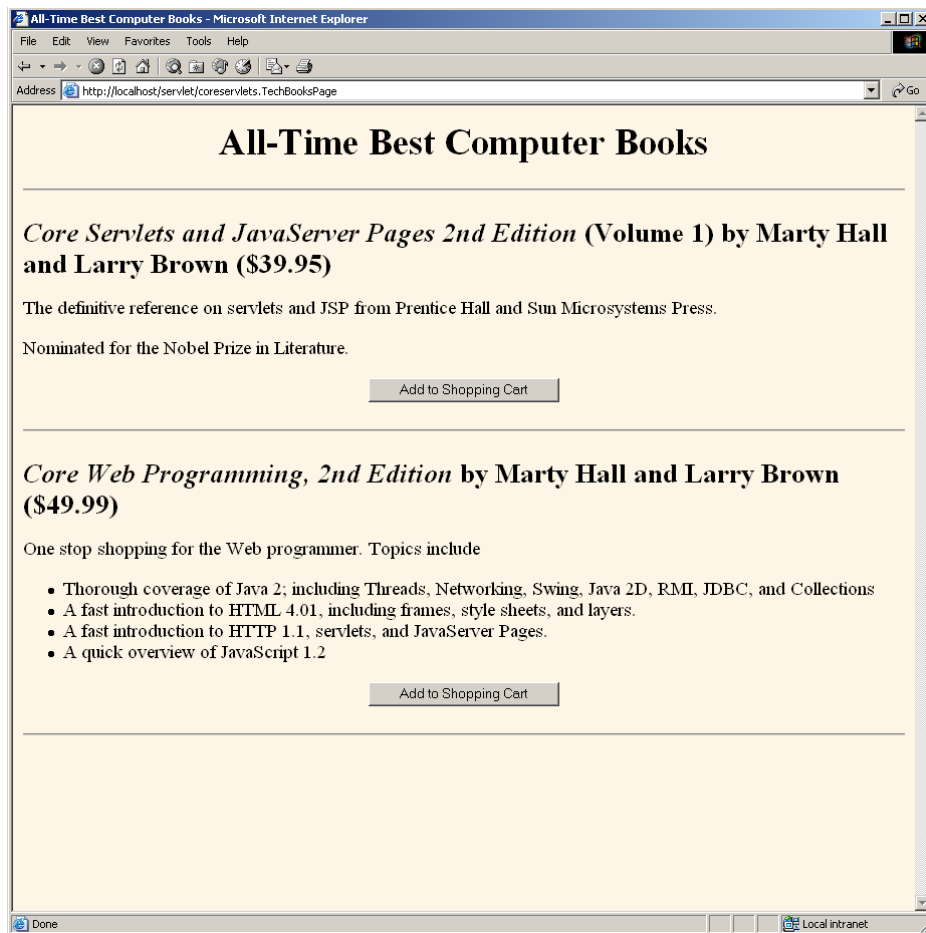 All-Time Best Computer Books - Microsoft Internet Explorer
File Edit View Favorites Tools Help
Address http://localhost/servlet/coreservlets.TechBooksPage Go
All-Time Best Computer Books
Core Servlets and JavaServer Pages 2nd Edition (Volume 1) by Marty Hall
and Larry Brown ($39.95)
The definitive reference on servlets and JSP from Prentice Hall and Sun Microsystems Press.
Nominated for the Nobel Prize in Literature.
Add to Shopping Cart
Core Web Programming, 2nd Edition by Marty Hall and Larry Brown
($49.99)
One stop shopping for the Web programmer. Topics include
• Thorough coverage of Java 2; including Threads, Networking, Swing, Java 2D, RMI, JDBC, and Collections
• A fast introduction to HTML 4.01, including frames, style sheets, and layers.
• A fast introduction to HTTP 1.1, servlets, and JavaServer Pages.
• A quick overview of JavaScript 1.2
Add to Shopping Cart
Done Local intranet